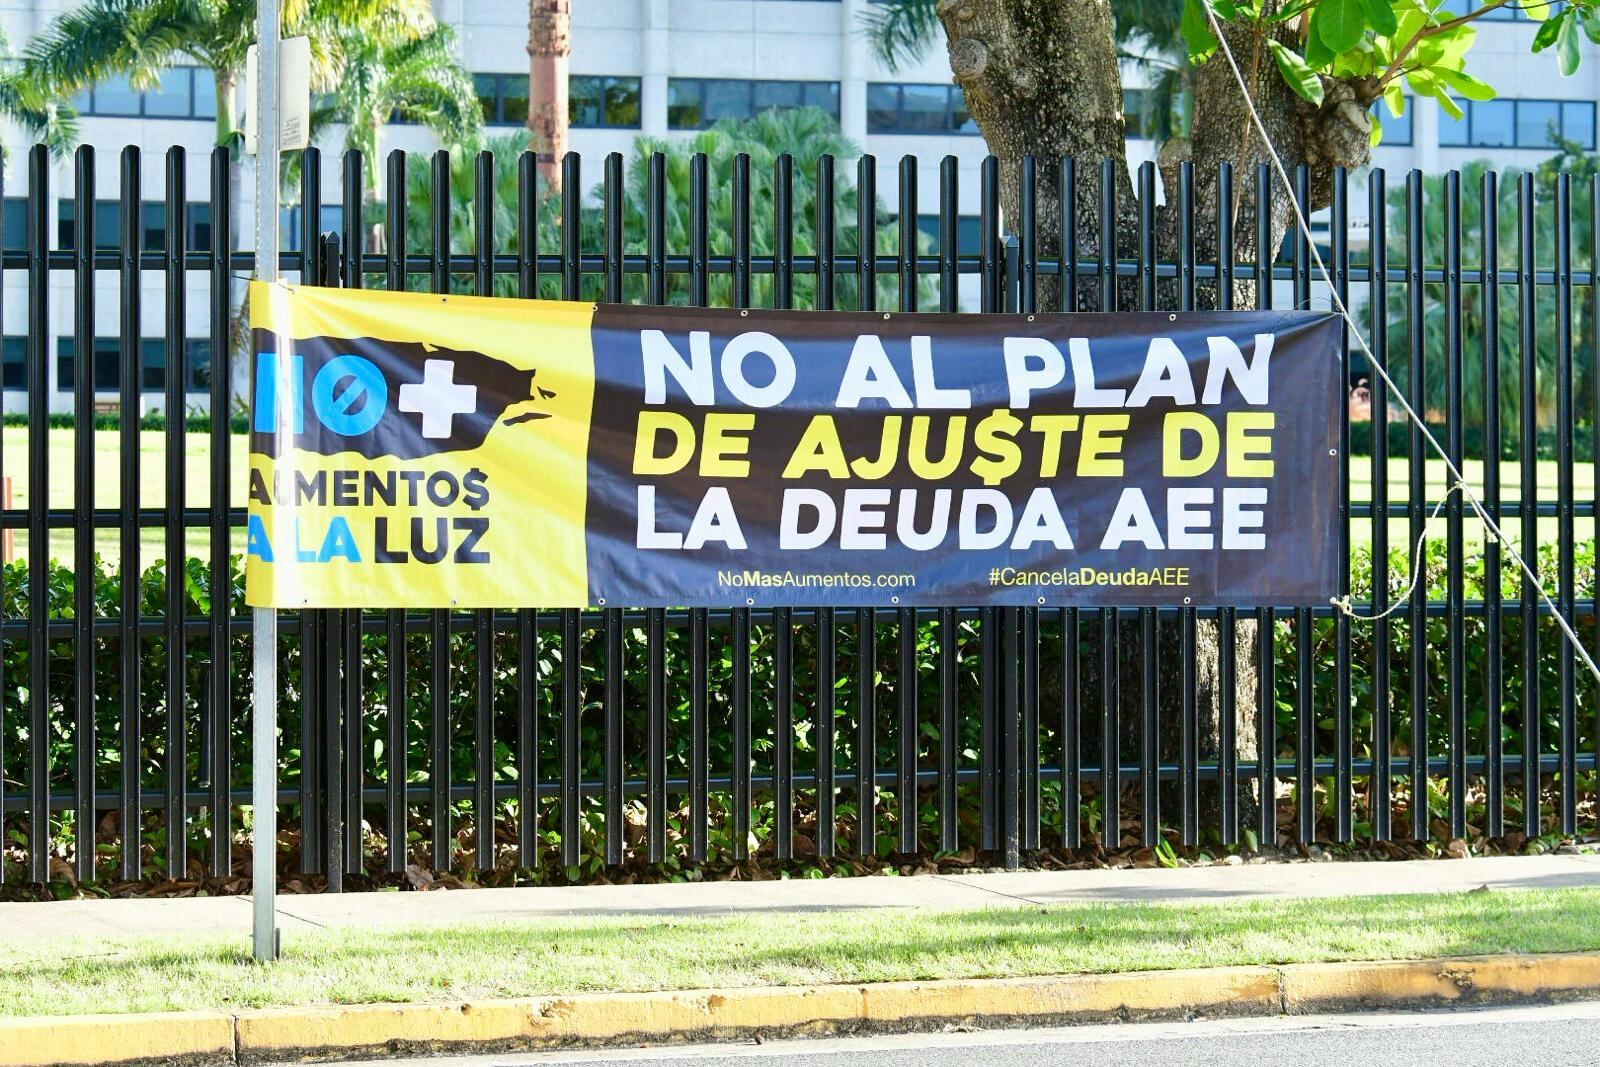 NO+
AUMENTO$
A LA LUZ
NO AL PLAN
DE AJU$TE DE
LA DEUDA AEE
NoMasAumentos.com
#CancelaDeudaAEE